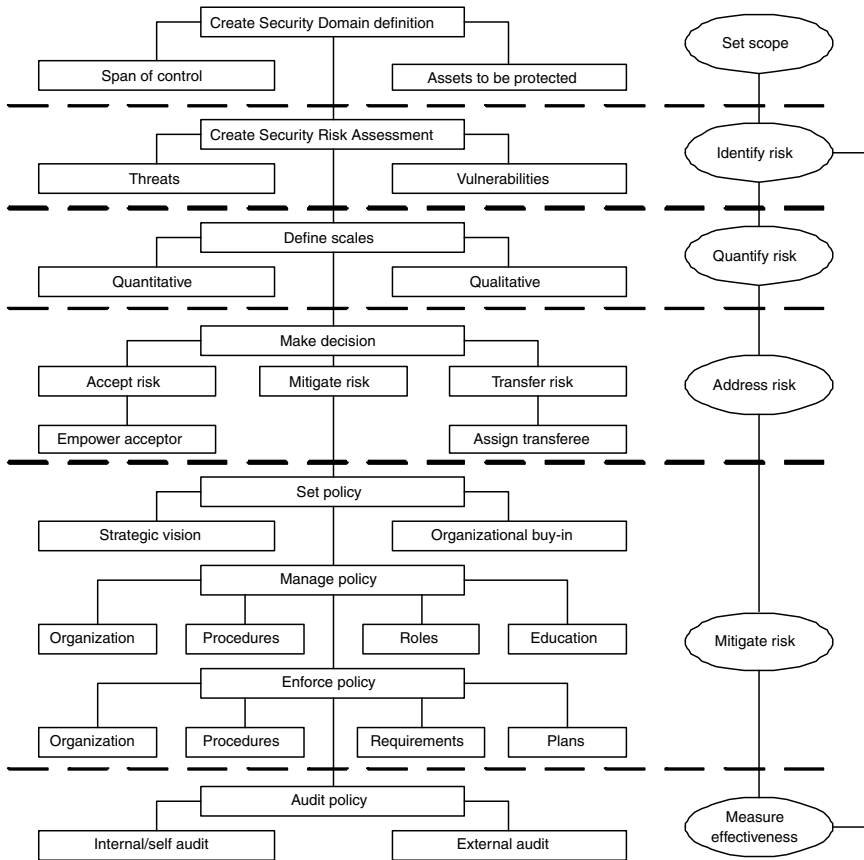 Create Security Domain definition
Set scope
Span of control
Assets to be protected
Create Security Risk Assessment
Identify risk
Threats
Vulnerabilities
Define scales
Quantify risk
Quantitative
Qualitative
Make decision
Accept risk
Mitigate risk
Transfer risk
Address risk
Empower acceptor
Assign transferee
Set policy
Strategic vision
Organizational buy-in
Manage policy
Organization
Procedures
Roles
Education
Mitigate risk
Enforce policy
Organization
Procedures
Requirements
Plans
Audit policy
Measure
effectiveness
Internal/self audit
External audit